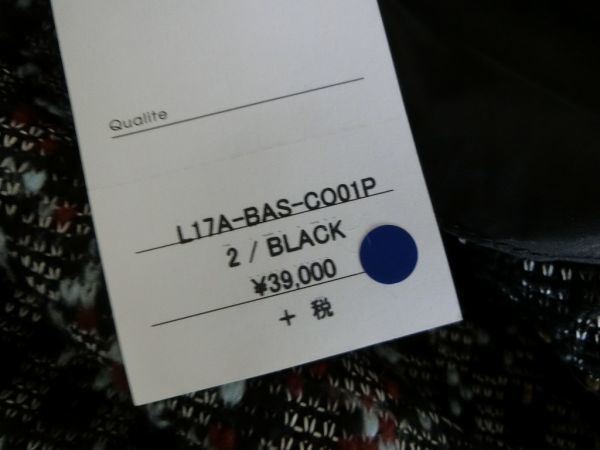 Qualite
L17A-BAS-CO01P
2 / BLACK
¥39,000
+ 税